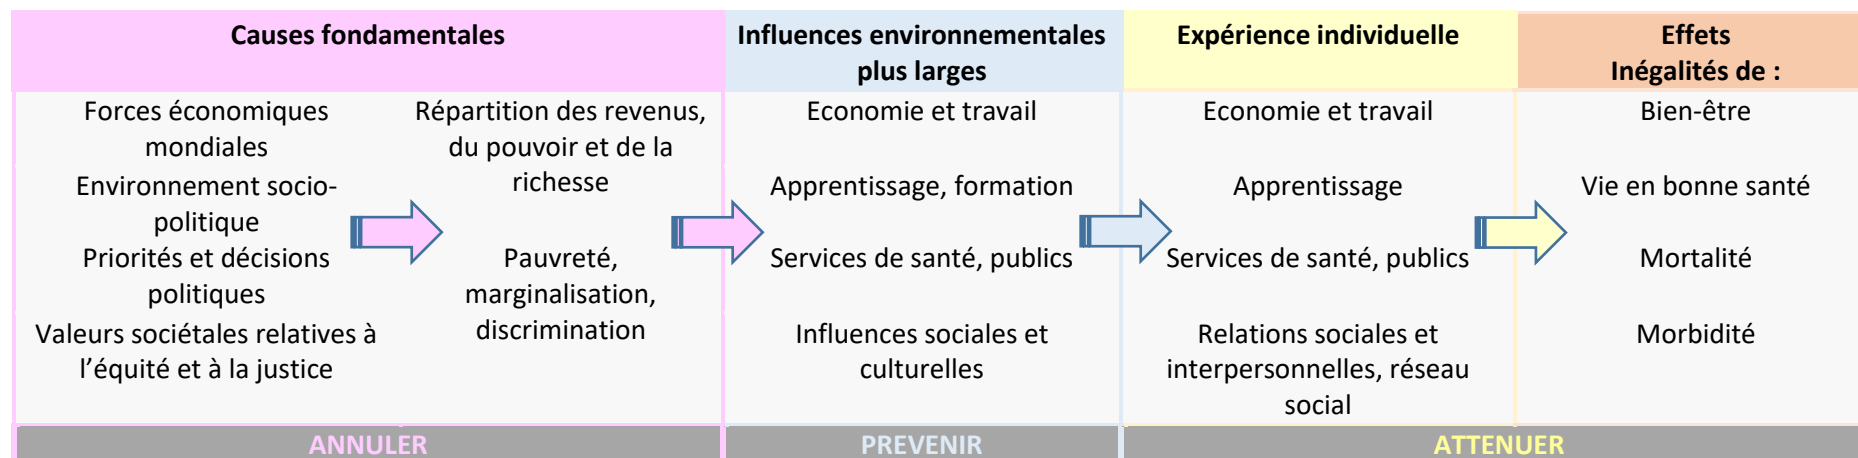 Causes fondamentales
Influences environnementales
plus larges
Expérience individuelle
Effets
Inégalités de :
Forces économiques
mondiales
Environnement socio-
politique
Priorités et décisions
politiques
Valeurs sociétales relatives à
l’équité et à la justice
Répartition des revenus,
du pouvoir et de la
richesse
Pauvreté,
marginalisation,
discrimination
Economie et travail
Apprentissage, formation
Services de santé, publics
Influences sociales et
culturelles
Economie et travail
Apprentissage
Services de santé, publics
Relations sociales et
interpersonnelles, réseau
social
Bien-être
Vie en bonne santé
Mortalité
Morbidité
ANNULER
PREVENIR
ATTENUER